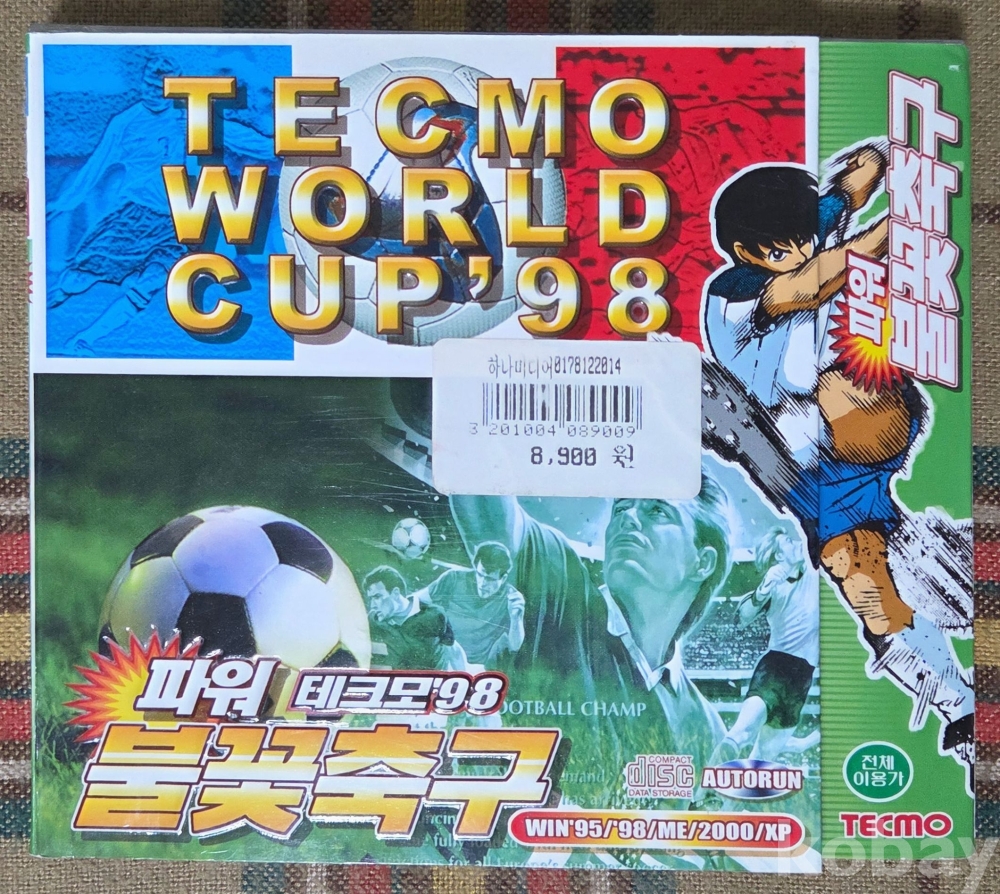 TECMO
WORLD
CUP'98
하나미디어0178122014
3 201004 089009
8,900 원
파워
불꽃축구
파워
테크모'98
불꽃축구
OOTBALL CHAMP
COMPACT
disc
DATA STORAGE
AUTORUN
WIN'95/'98/ME/2000/XP
전체
이용가
TECMO
kobay